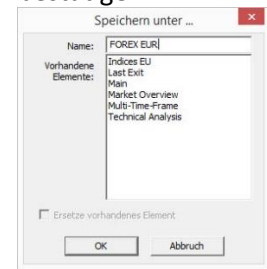 Speichern unter ...
Name: FOREX EUR
Vorhandene Elemente:
Indices EU
Last Exit
Main
Market Overview
Multi-Time-Frame
Technical Analysis
Ersetze vorhandenes Element
OK Abbruch